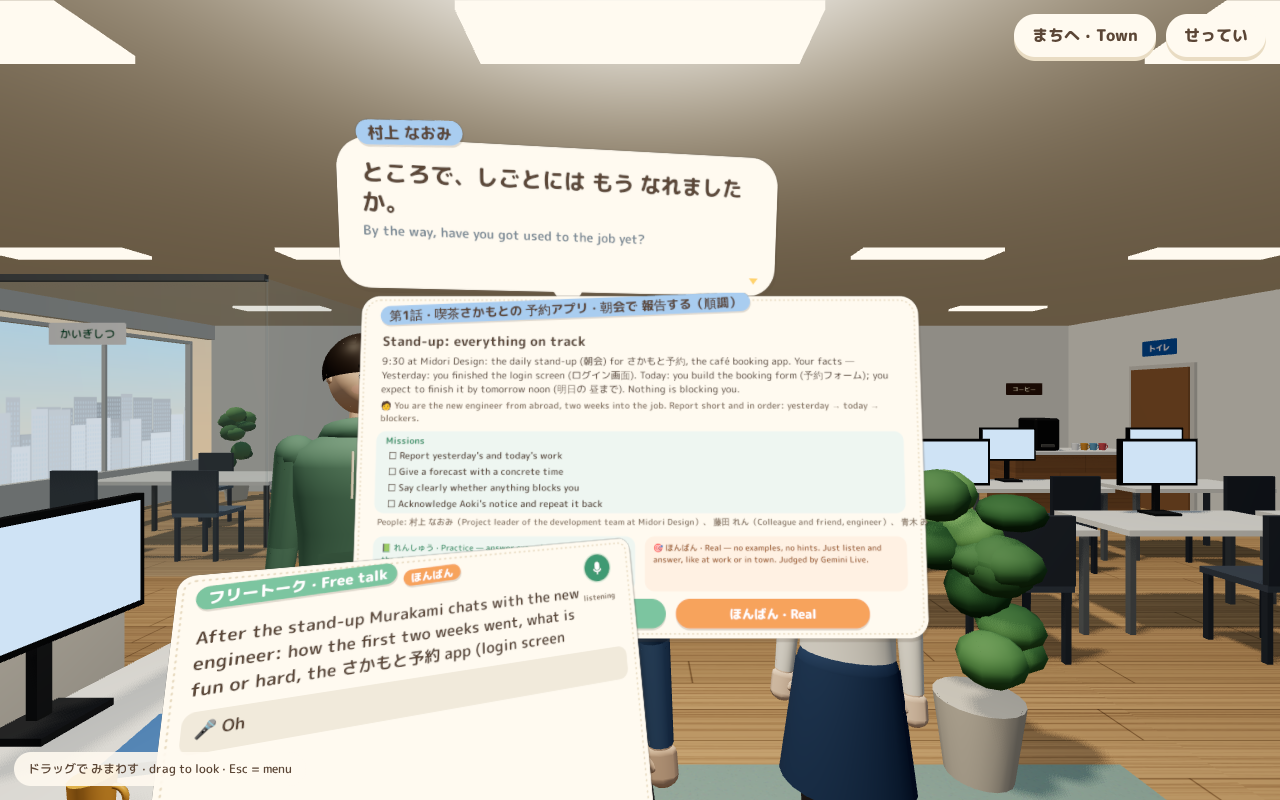 まちへ · Town
せってい
村上 なおみ
ところで、しごとには もう なれました
か。
By the way, have you got used to the job yet?
かいぎしつ
トイレ
コーヒー
第1話 · 喫茶さかもとの 予約アプリ · 朝会で 報告する（順調）
Stand-up: everything on track
9:30 at Midori Design: the daily stand-up (朝会) for さかもと予約, the café booking app. Your facts —
Yesterday: you finished the login screen (ログイン画面). Today: you build the booking form (予約フォーム); you
expect to finish it by tomorrow noon (明日の 昼まで). Nothing is blocking you.
You are the new engineer from abroad, two weeks into the job. Report short and in order: yesterday → today →
blockers.
Missions
☐ Report yesterday's and today's work
☐ Give a forecast with a concrete time
☐ Say clearly whether anything blocks you
☐ Acknowledge Aoki's notice and repeat it back
People: 村上 なおみ（Project leader of the development team at Midori Design）、 藤田 れん（Colleague and friend, engineer）、 青木
れんしゅう · Practice —
ほんばん · Real — no examples, no hints. Just listen and
answer, like at work or in town. Judged by Gemini Live.
ほんばん · Real
フリートーク · Free talk
ほんばん
listening
After the stand-up Murakami chats with the new
engineer: how the first two weeks went, what is
fun or hard, the さかもと予約 app (login screen
Oh
ドラッグで みまわす · drag to look · Esc = menu